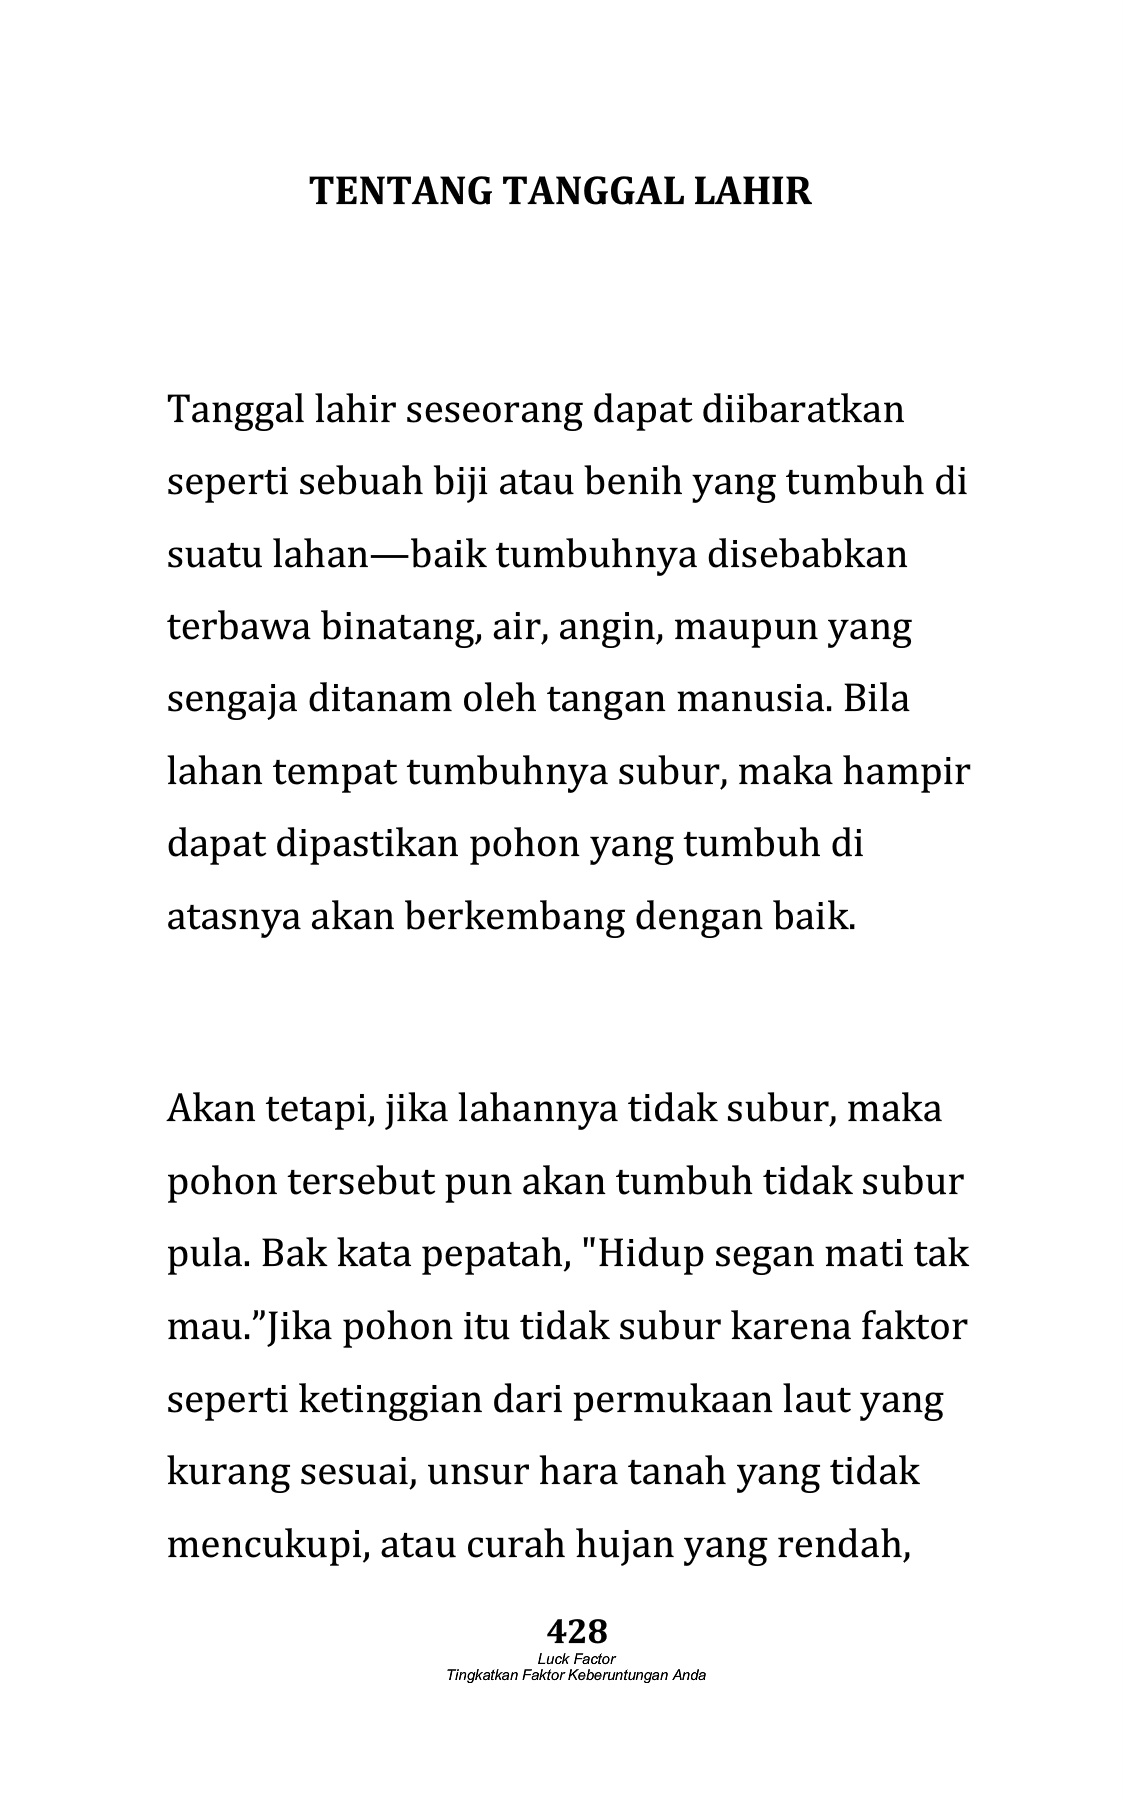 TENTANG TANGGAL LAHIR
Tanggal lahir seseorang dapat diibaratkan
seperti sebuah biji atau benih yang tumbuh di
suatu lahan—baik tumbuhnya disebabkan
terbawa binatang, air, angin, maupun yang
sengaja ditanam oleh tangan manusia. Bila
lahan tempat tumbuhnya subur, maka hampir
dapat dipastikan pohon yang tumbuh di
atasnya akan berkembang dengan baik.
Akan tetapi, jika lahannya tidak subur, maka
pohon tersebut pun akan tumbuh tidak subur
pula. Bak kata pepatah, "Hidup segan mati tak
mau.”Jika pohon itu tidak subur karena faktor
seperti ketinggian dari permukaan laut yang
kurang sesuai, unsur hara tanah yang tidak
mencukupi, atau curah hujan yang rendah,
428
Luck Factor
Tingkatkan Faktor Keberuntungan Anda